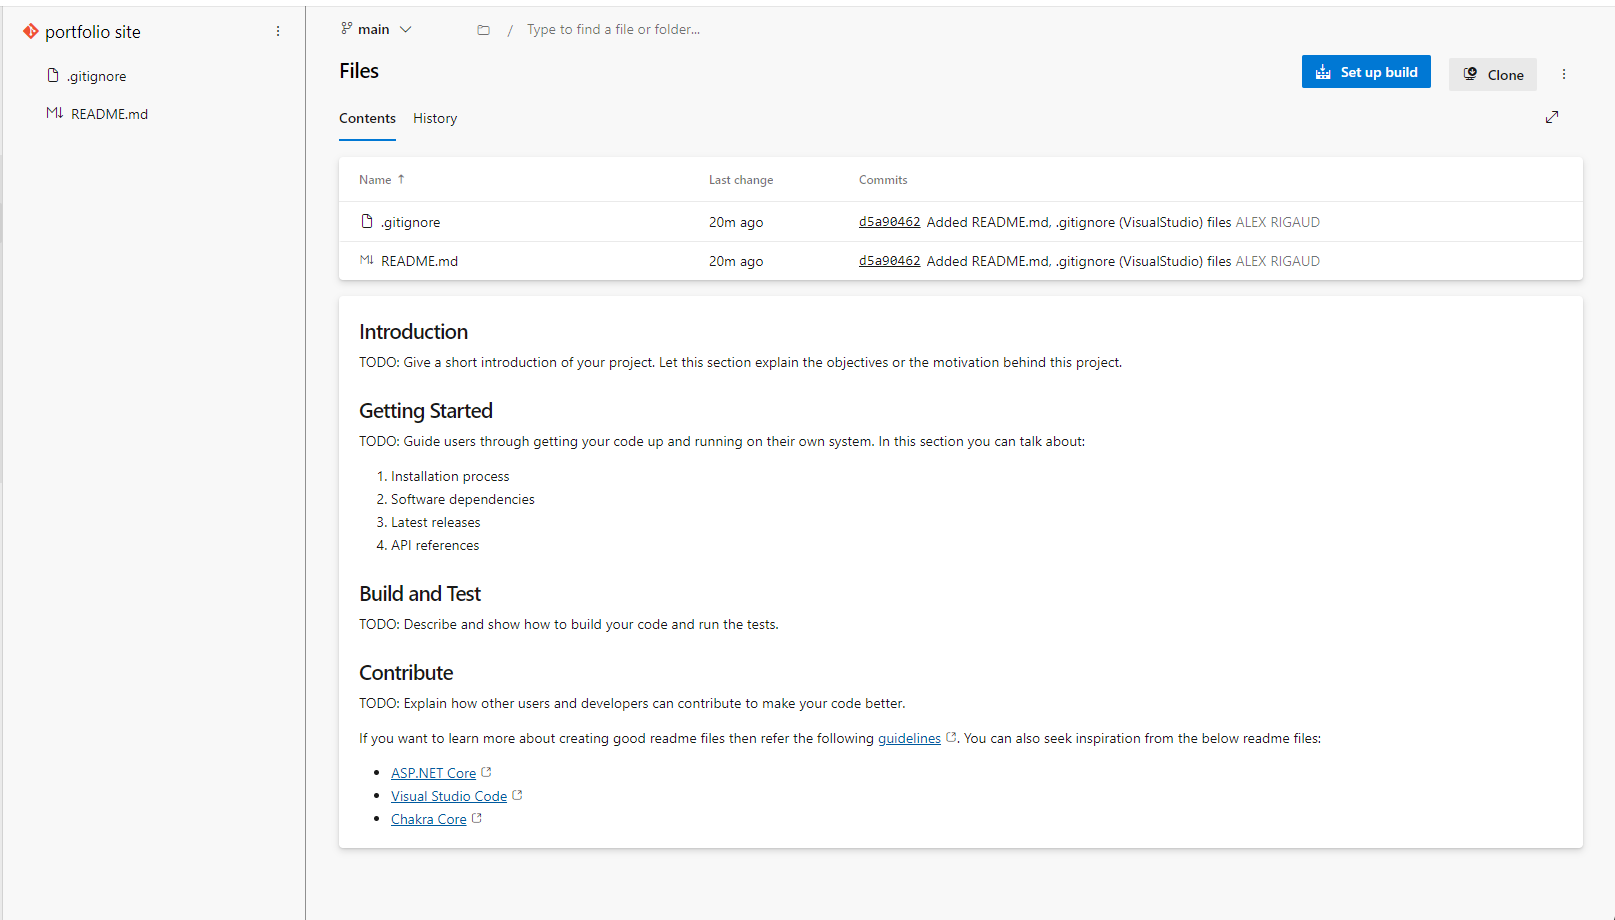 portfolio site
.gitignore
README.md
main
/ Type to find a file or folder...
Files
Set up build
Clone
Contents History
Name ↑ Last change Commits
.gitignore 20m ago d5a90462 Added README.md, .gitignore (VisualStudio) files ALEX RIGAUD
README.md 20m ago d5a90462 Added README.md, .gitignore (VisualStudio) files ALEX RIGAUD
Introduction
TODO: Give a short introduction of your project. Let this section explain the objectives or the motivation behind this project.
Getting Started
TODO: Guide users through getting your code up and running on their own system. In this section you can talk about:
1. Installation process
2. Software dependencies
3. Latest releases
4. API references
Build and Test
TODO: Describe and show how to build your code and run the tests.
Contribute
TODO: Explain how other users and developers can contribute to make your code better.
If you want to learn more about creating good readme files then refer the following guidelines. You can also seek inspiration from the below readme files:
• ASP.NET Core
• Visual Studio Code
• Chakra Core